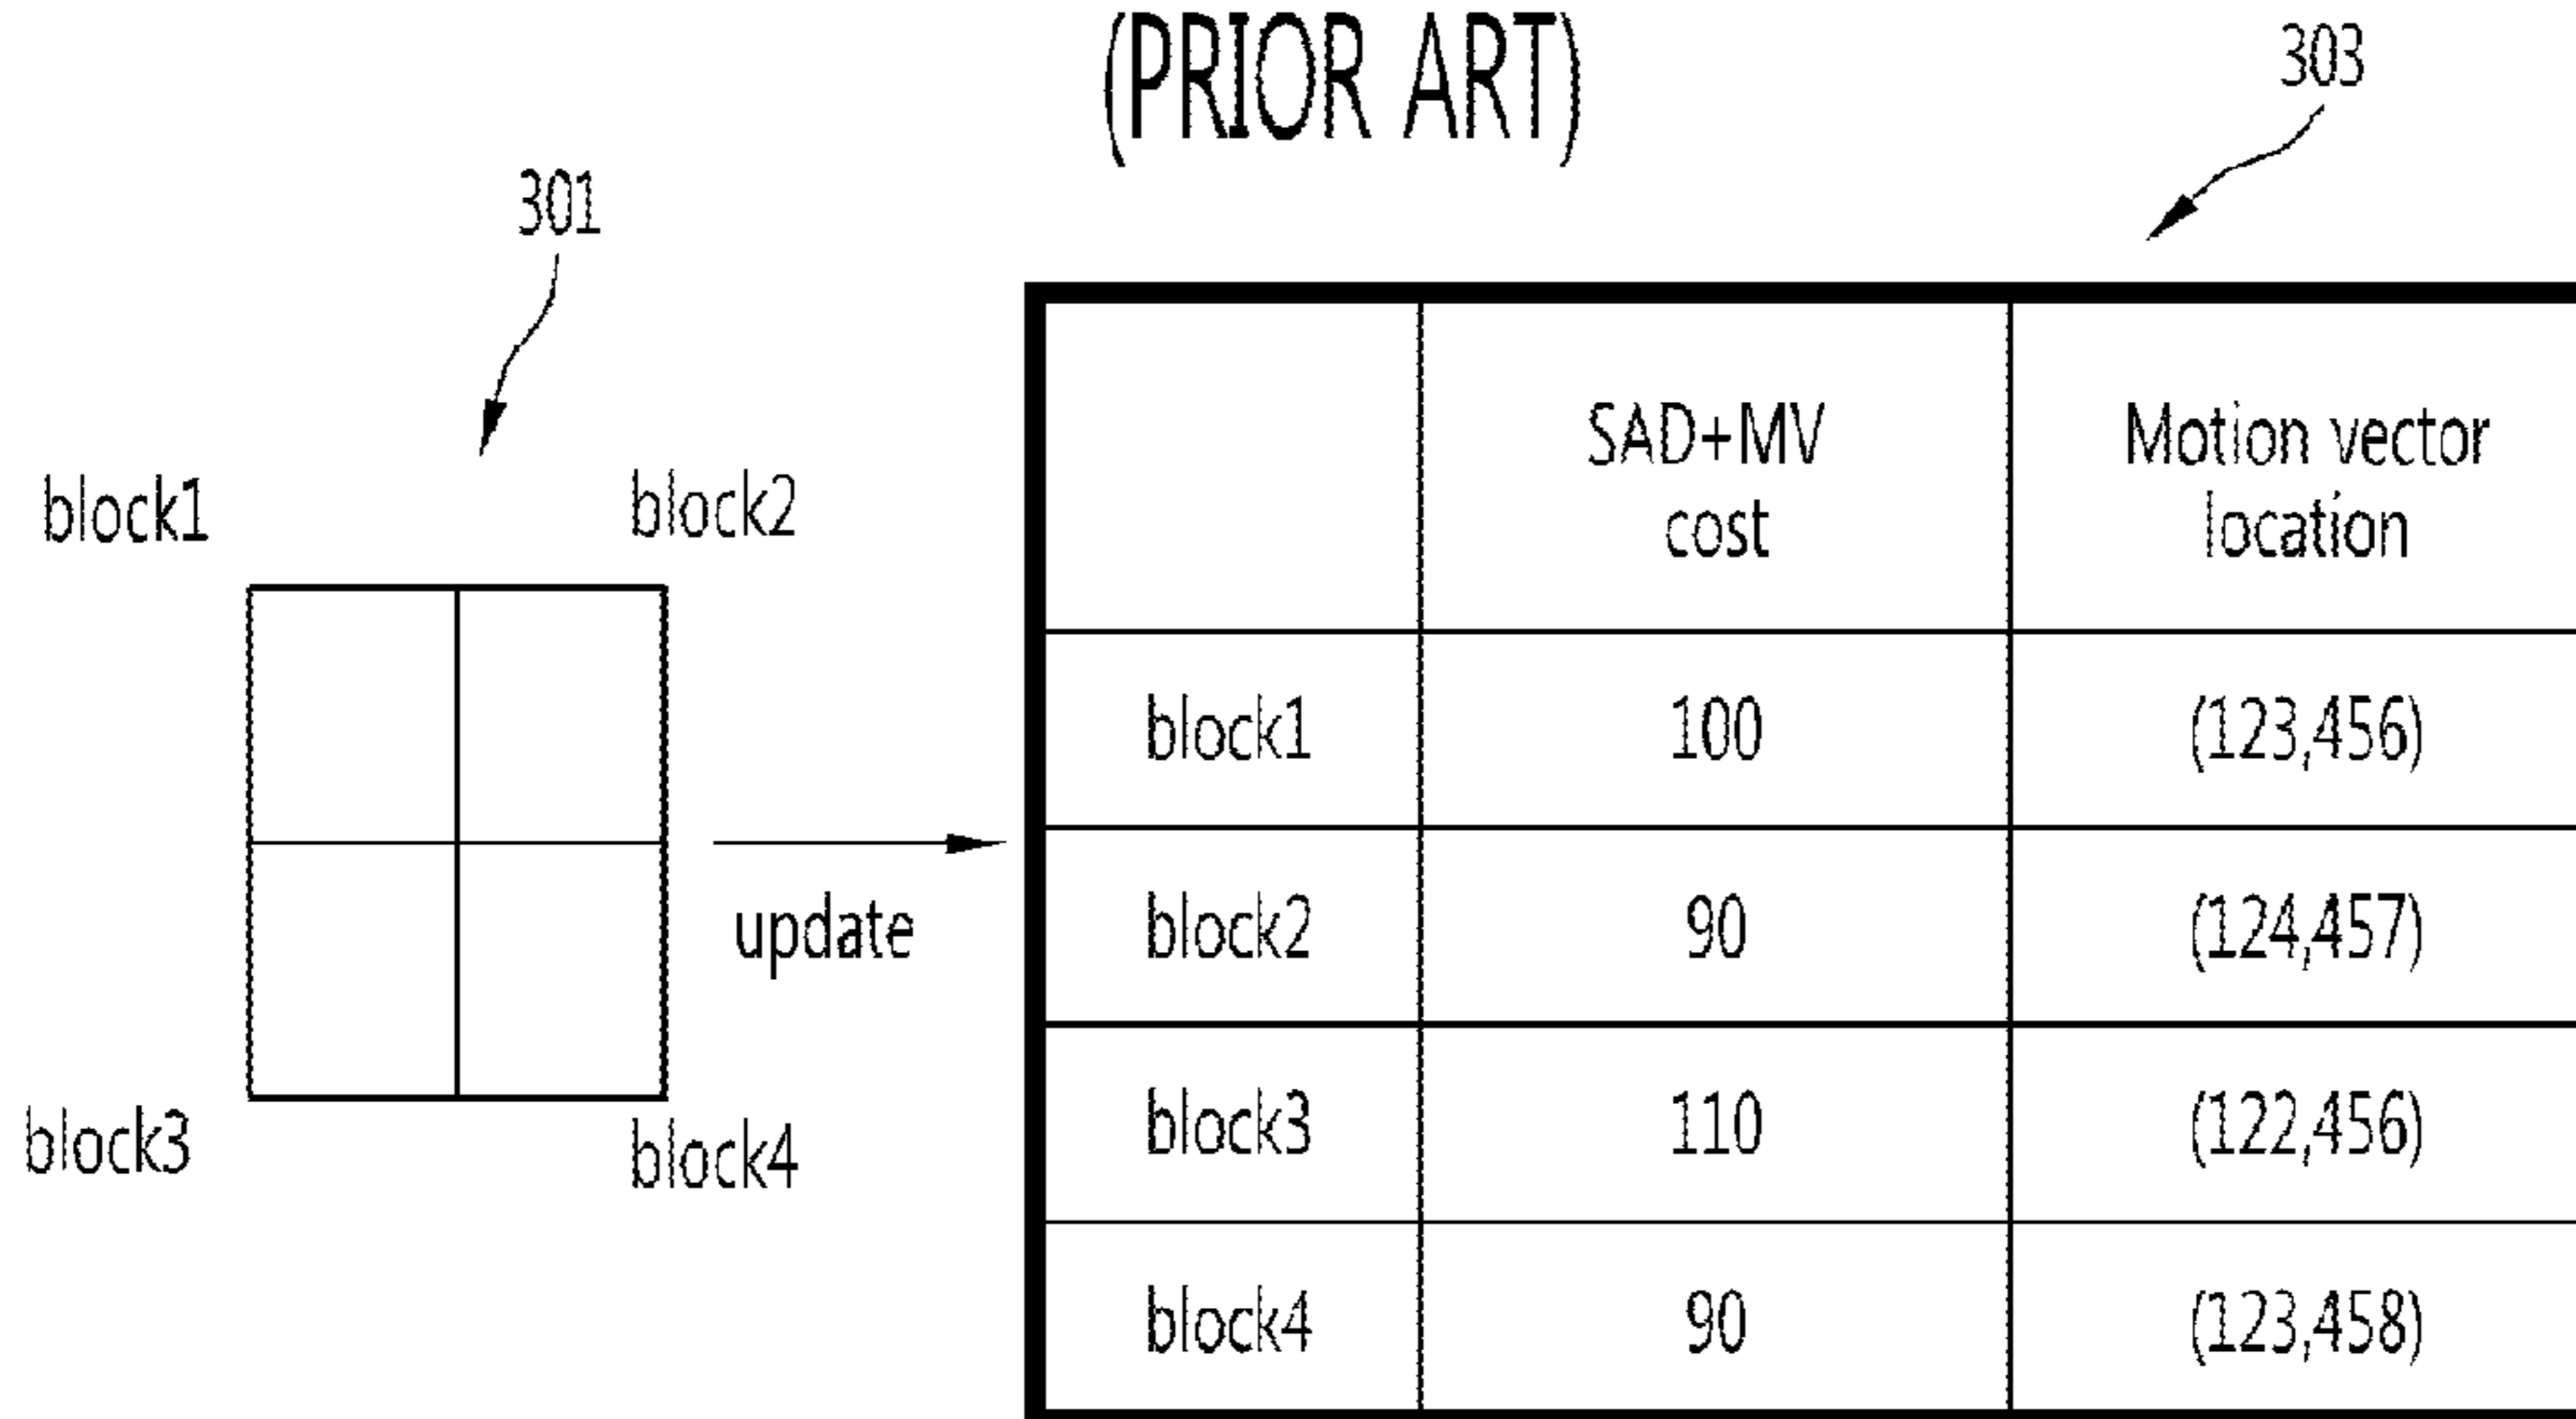 (PRIOR ART)
301
303
block1
block2
block3
block4
update
SAD+MV
cost
Motion vector
location
block1 100 (123,456)
block2 90 (124,457)
block3 110 (122,456)
block4 90 (123,458)